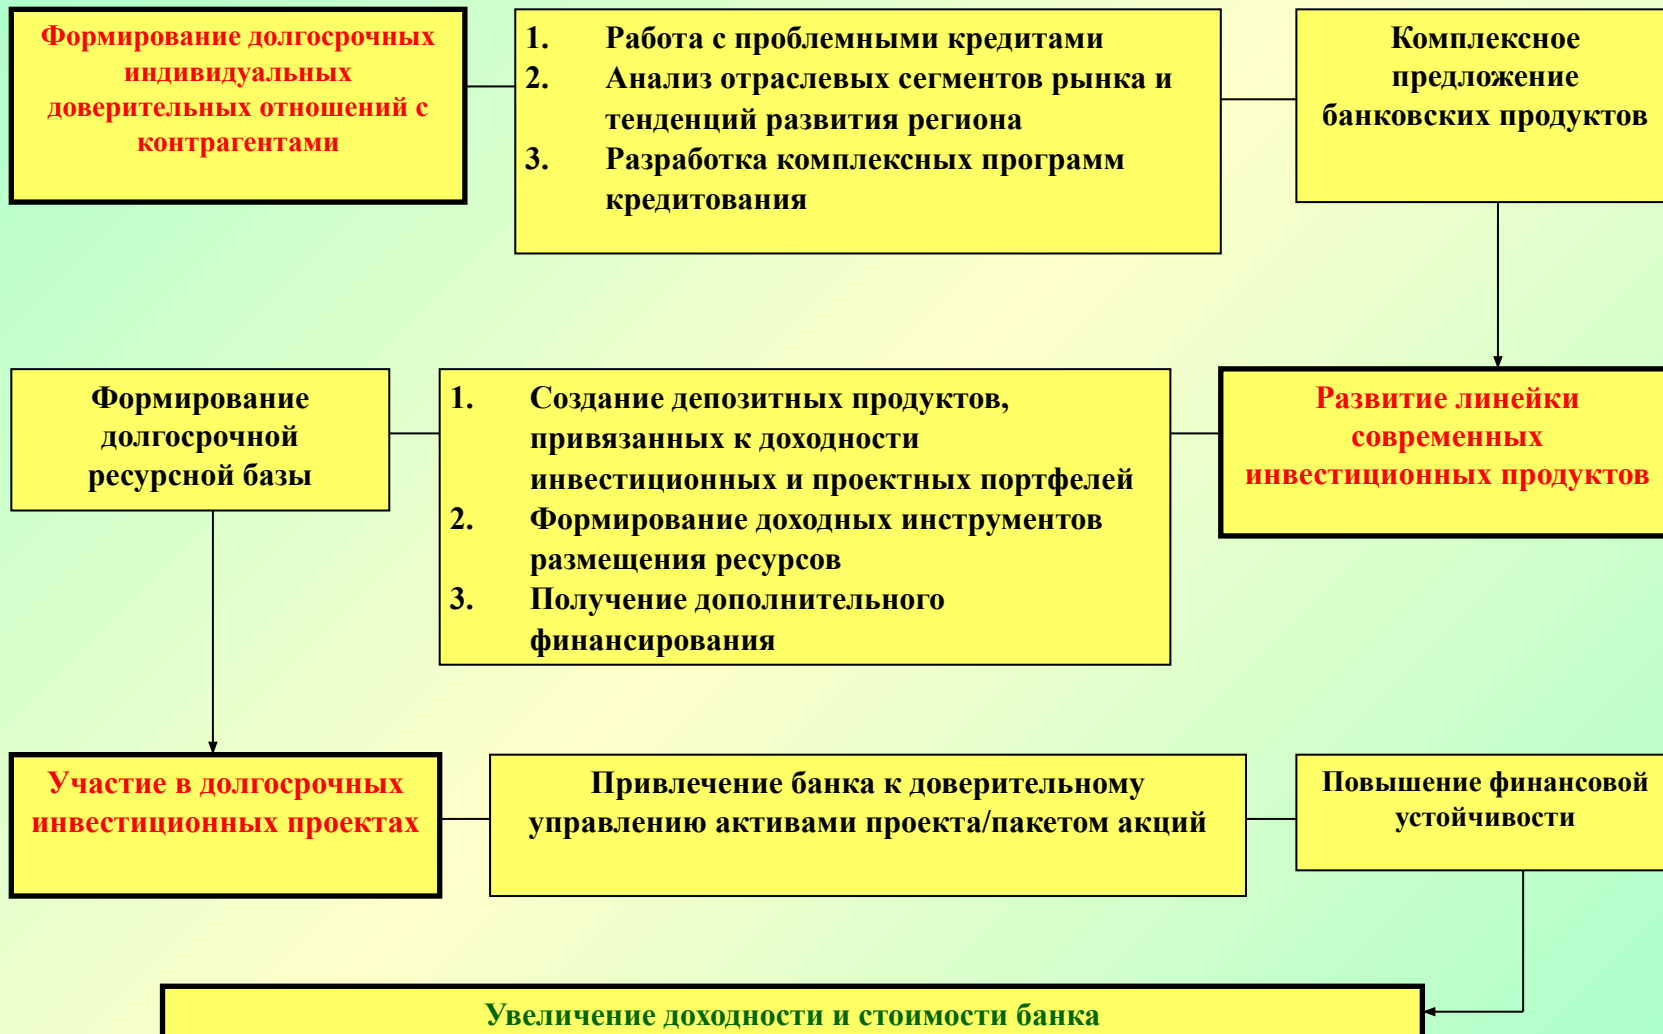 Формирование долгосрочных
индивидуальных
доверительных отношений с
контрагентами
1. Работа с проблемными кредитами
2. Анализ отраслевых сегментов рынка и
тенденций развития региона
3. Разработка комплексных программ
кредитования
Комплексное
предложение
банковских продуктов
Формирование
долгосрочной
ресурсной базы
1. Создание депозитных продуктов,
привязанных к доходности
инвестиционных и проектных портфелей
2. Формирование доходных инструментов
размещения ресурсов
3. Получение дополнительного
финансирования
Развитие линейки
современных
инвестиционных продуктов
Участие в долгосрочных
инвестиционных проектах
Привлечение банка к доверительному
управлению активами проекта/пакетом акций
Повышение финансовой
устойчивости
Увеличение доходности и стоимости банка